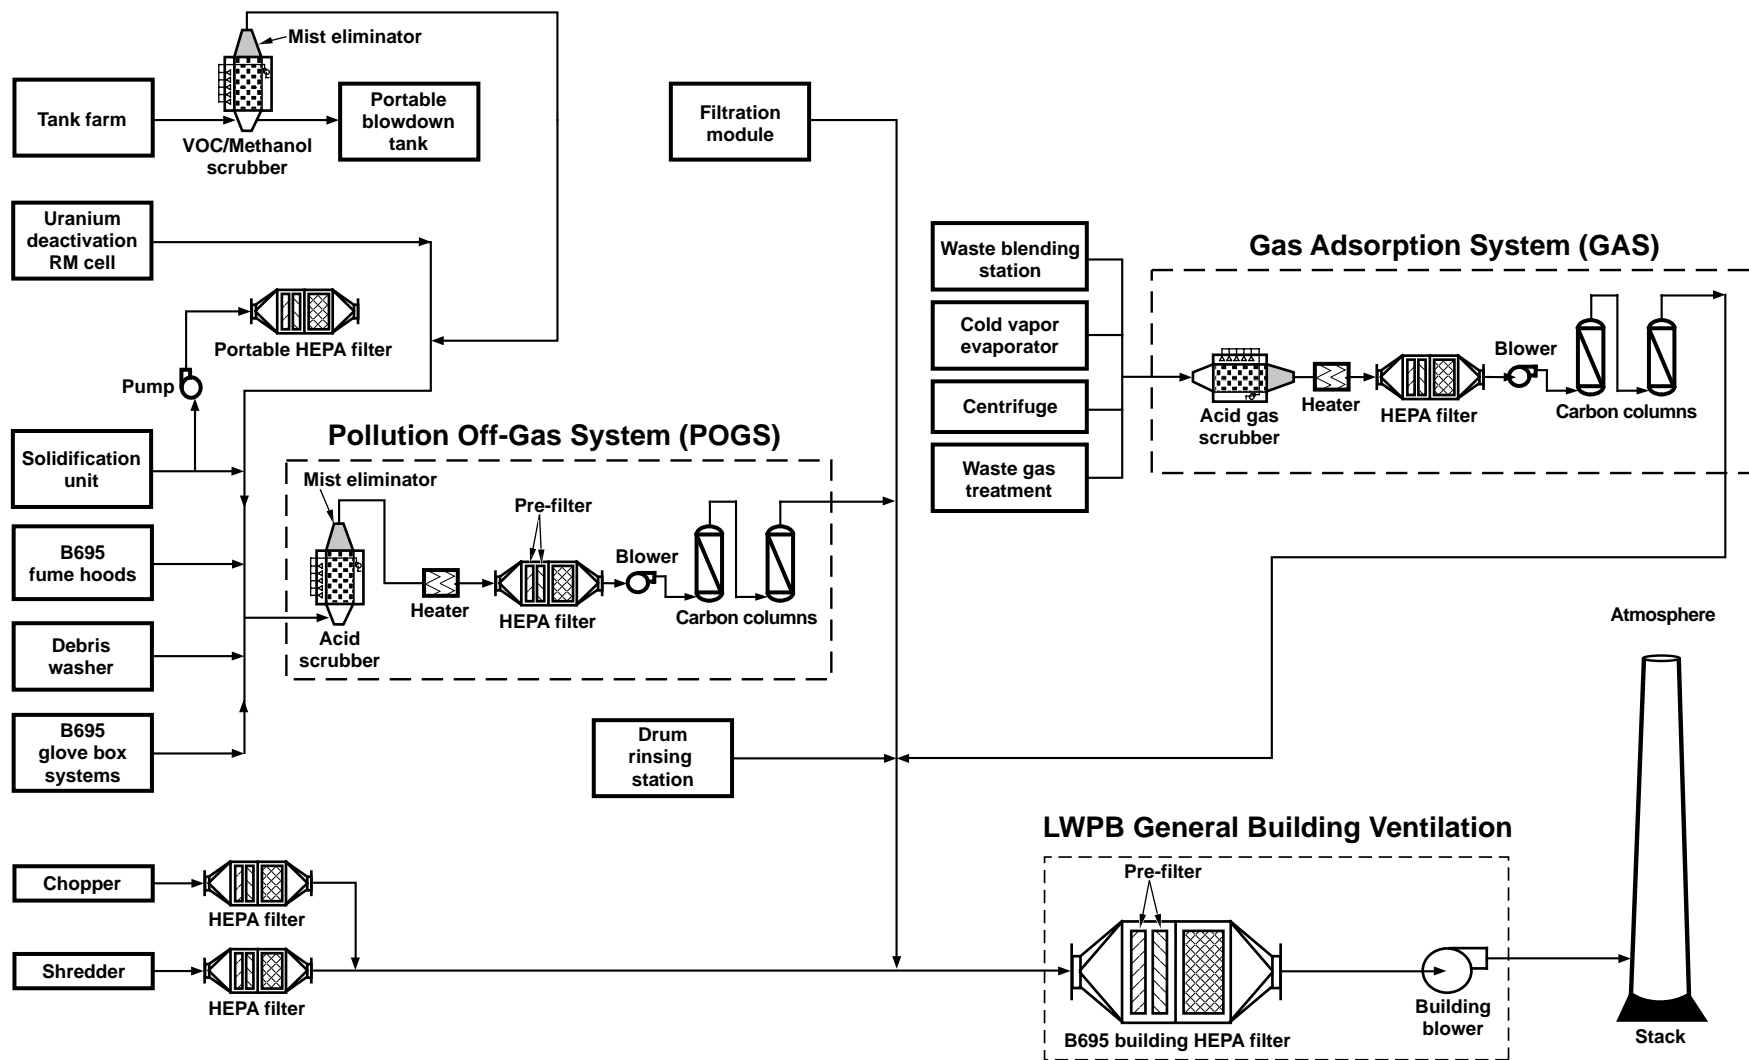 Mist eliminator
Tank farm
Portable
blowdown
tank
VOC/Methanol
scrubber
Filtration
module
Uranium
deactivation
RM cell
Portable HEPA filter
Pump
Solidification
unit
B695
fume hoods
Debris
washer
B695
glove box
systems
Pollution Off-Gas System (POGS)
Mist eliminator
Pre-filter
Blower
Heater
HEPA filter
Carbon columns
Acid
scrubber
Waste blending
station
Cold vapor
evaporator
Centrifuge
Waste gas
treatment
Gas Adsorption System (GAS)
Blower
Acid gas
scrubber
Heater
HEPA filter
Carbon columns
Drum
rinsing
station
Atmosphere
Chopper
HEPA filter
Shredder
HEPA filter
LWPB General Building Ventilation
Pre-filter
B695 building HEPA filter
Building
blower
Stack